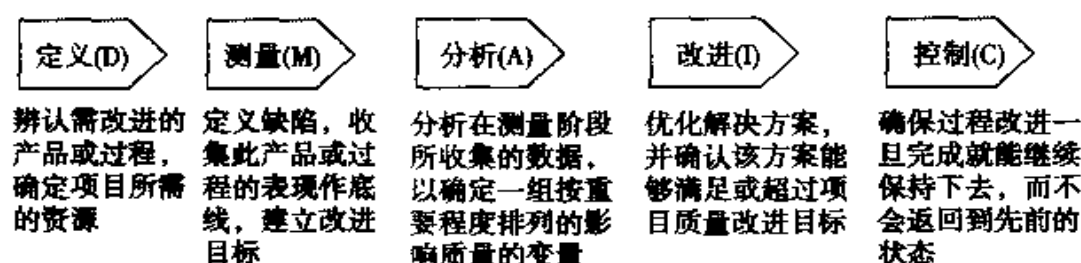 定义(D)
测量(M)
分析(A)
改进(I)
控制(C)
辨认需改进的
产品或过程，
确定项目所需
的资源
定义缺陷，收
集此产品或过
程的表现作底
线，建立改进
目标
分析在测量阶段
所收集的数据，
以确定一组按重
要程度排列的影
响质量的变量
优化解决方案，
并确认该方案能
够满足或超过项
目质量改进目标
确保过程改进一
旦完成就能继续
保持下去，而不
会返回到先前的
状态